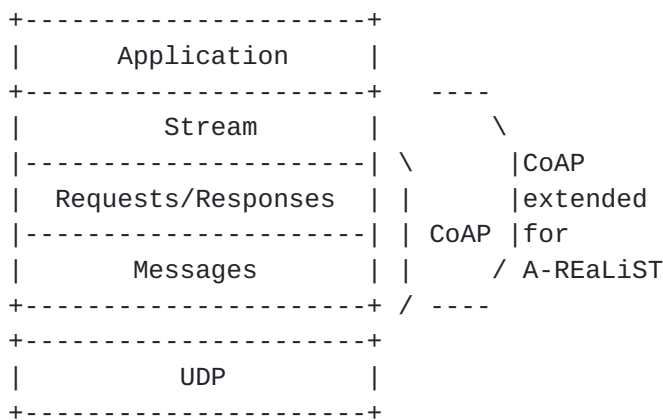 +----------------------+
|      Application     |
+----------------------+   ----
|         Stream       |       \
|----------------------| \      |CoAP
|  Requests/Responses  | |      |extended
|----------------------| | CoAP |for
|       Messages       | |     / A-REaLiST
+----------------------+ / ----
+----------------------+
|          UDP         |
+----------------------+